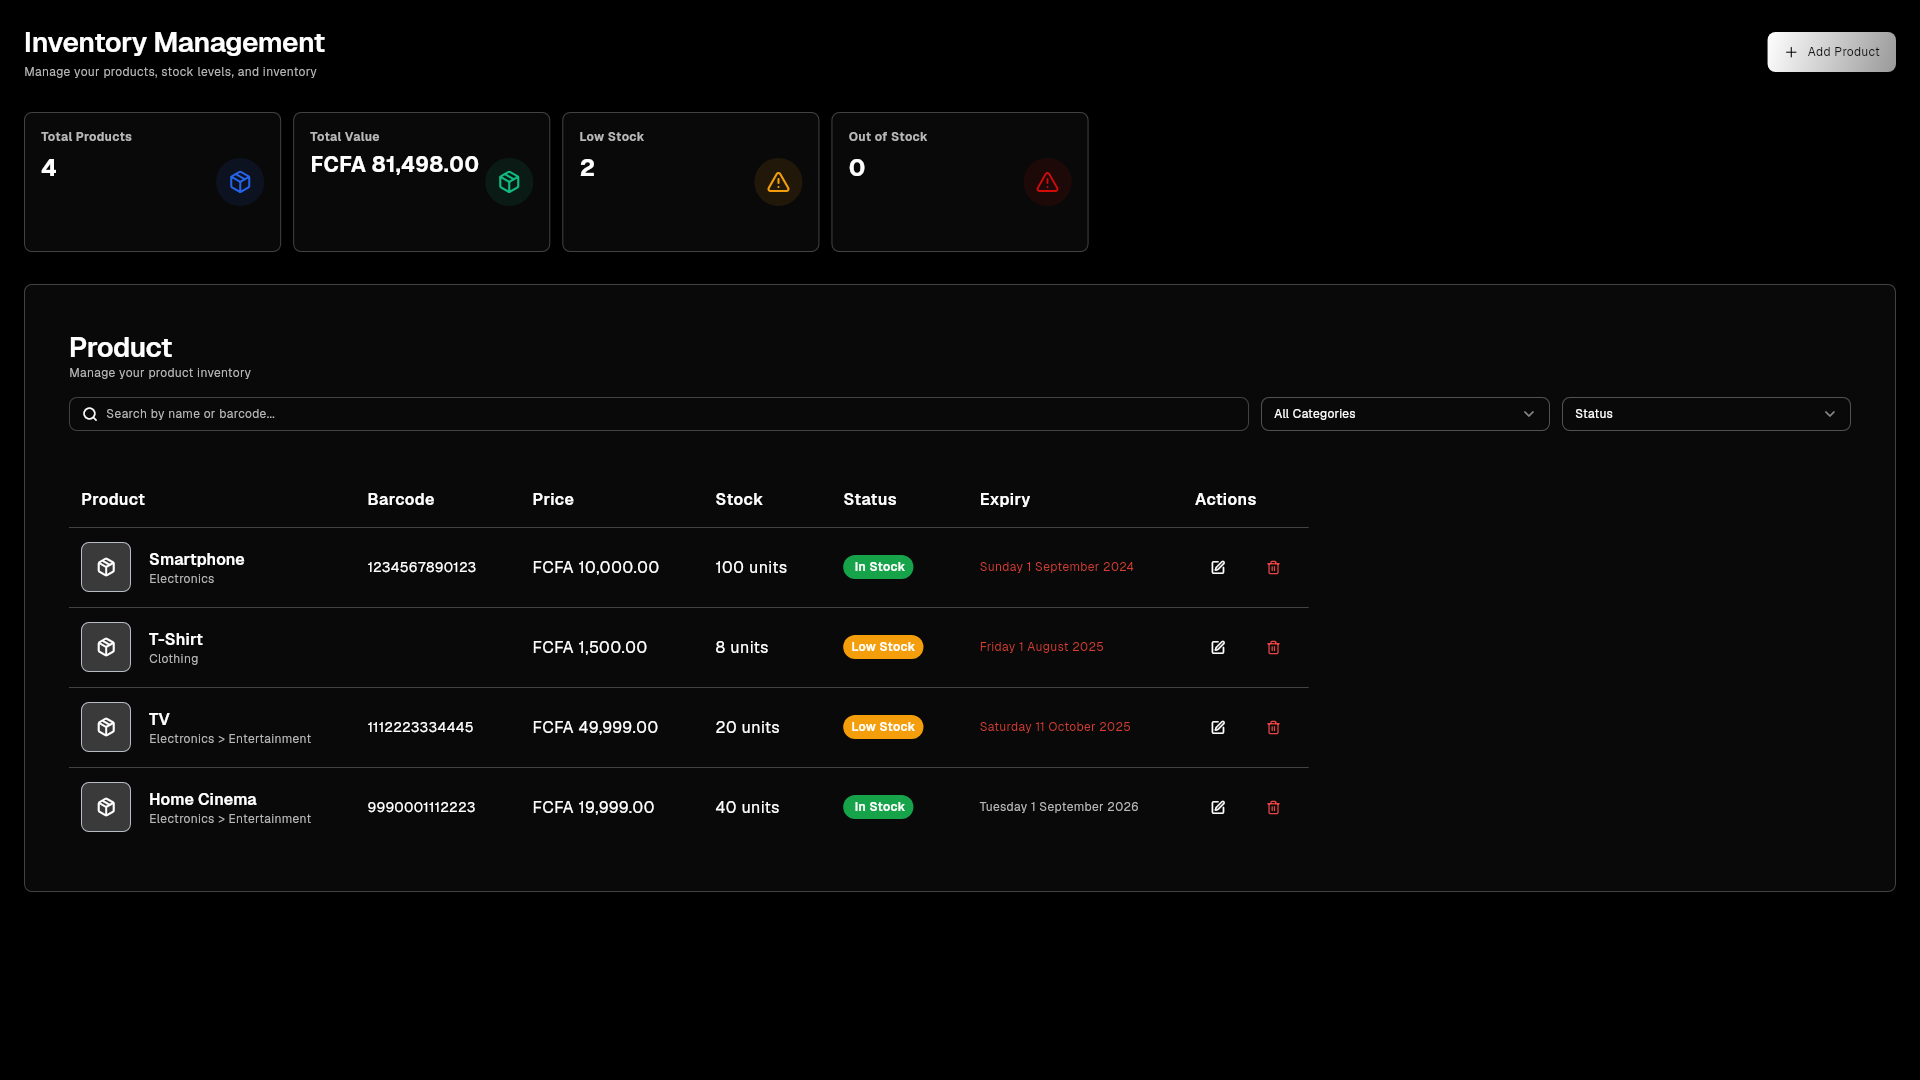 Inventory Management
Manage your products, stock levels, and inventory
Add Product
Total Products
4
Total Value
FCFA 81,498.00
Low Stock
2
Out of Stock
0
Product
Manage your product inventory
Search by name or barcode...
All Categories
Status
Product Barcode Price Stock Status Expiry Actions
Smartphone
Electronics
1234567890123 FCFA 10,000.00 100 units In Stock Sunday 1 September 2024
T-Shirt
Clothing
FCFA 1,500.00 8 units Low Stock Friday 1 August 2025
TV
Electronics > Entertainment
1112223334445 FCFA 49,999.00 20 units Low Stock Saturday 11 October 2025
Home Cinema
Electronics > Entertainment
9990001112223 FCFA 19,999.00 40 units In Stock Tuesday 1 September 2026